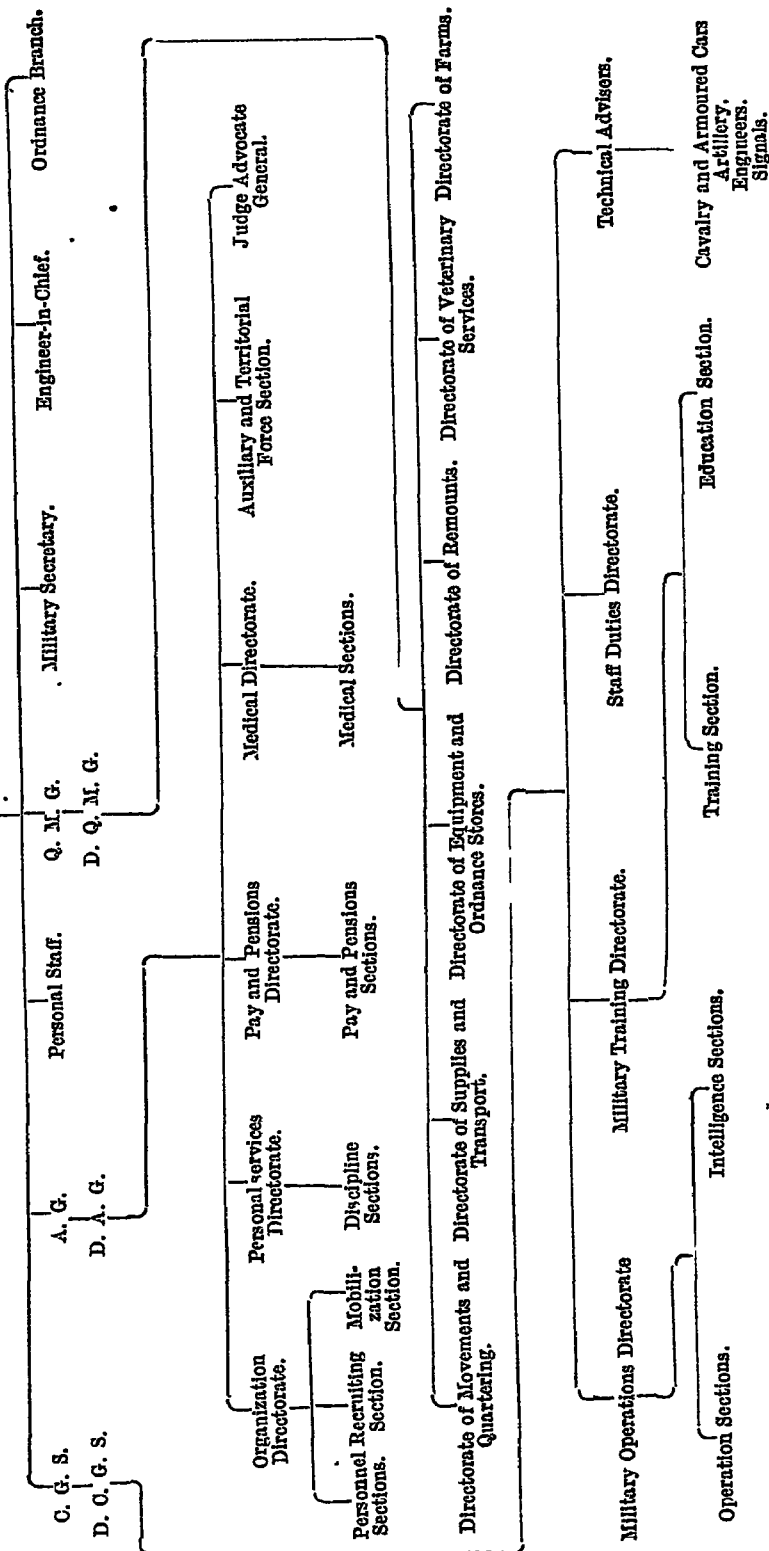 C. G. S.
D. C. G. S.
A. G.
D. A. G.
Personal Staff.
Q. M. G.
D. Q. M. G.
Military Secretary.
Engineer-in-Chief.
Ordnance Branch.
Organization
Directorate.
Personnel
Sections.
Recruiting
Section.
Mobili-
zation
Section.
Personal services
Directorate.
Discipline
Sections.
Pay and Pensions
Directorate.
Pay and Pensions
Sections.
Medical Directorate.
Medical Sections.
Auxiliary and Territorial
Force Section.
Judge Advocate
General.
Directorate of Movements and
Quartering.
Directorate of Supplies and
Transport.
Directorate of Equipment and
Ordnance Stores.
Directorate of Remounts.
Directorate of Veterinary
Services.
Directorate of Farms.
Military Operations Directorate
Operation Sections.
Intelligence Sections.
Military Training Directorate.
Training Section.
Education Section.
Staff Duties Directorate.
Technical Advisers.
Cavalry and Armoured Cars
Artillery.
Engineers.
Signals.